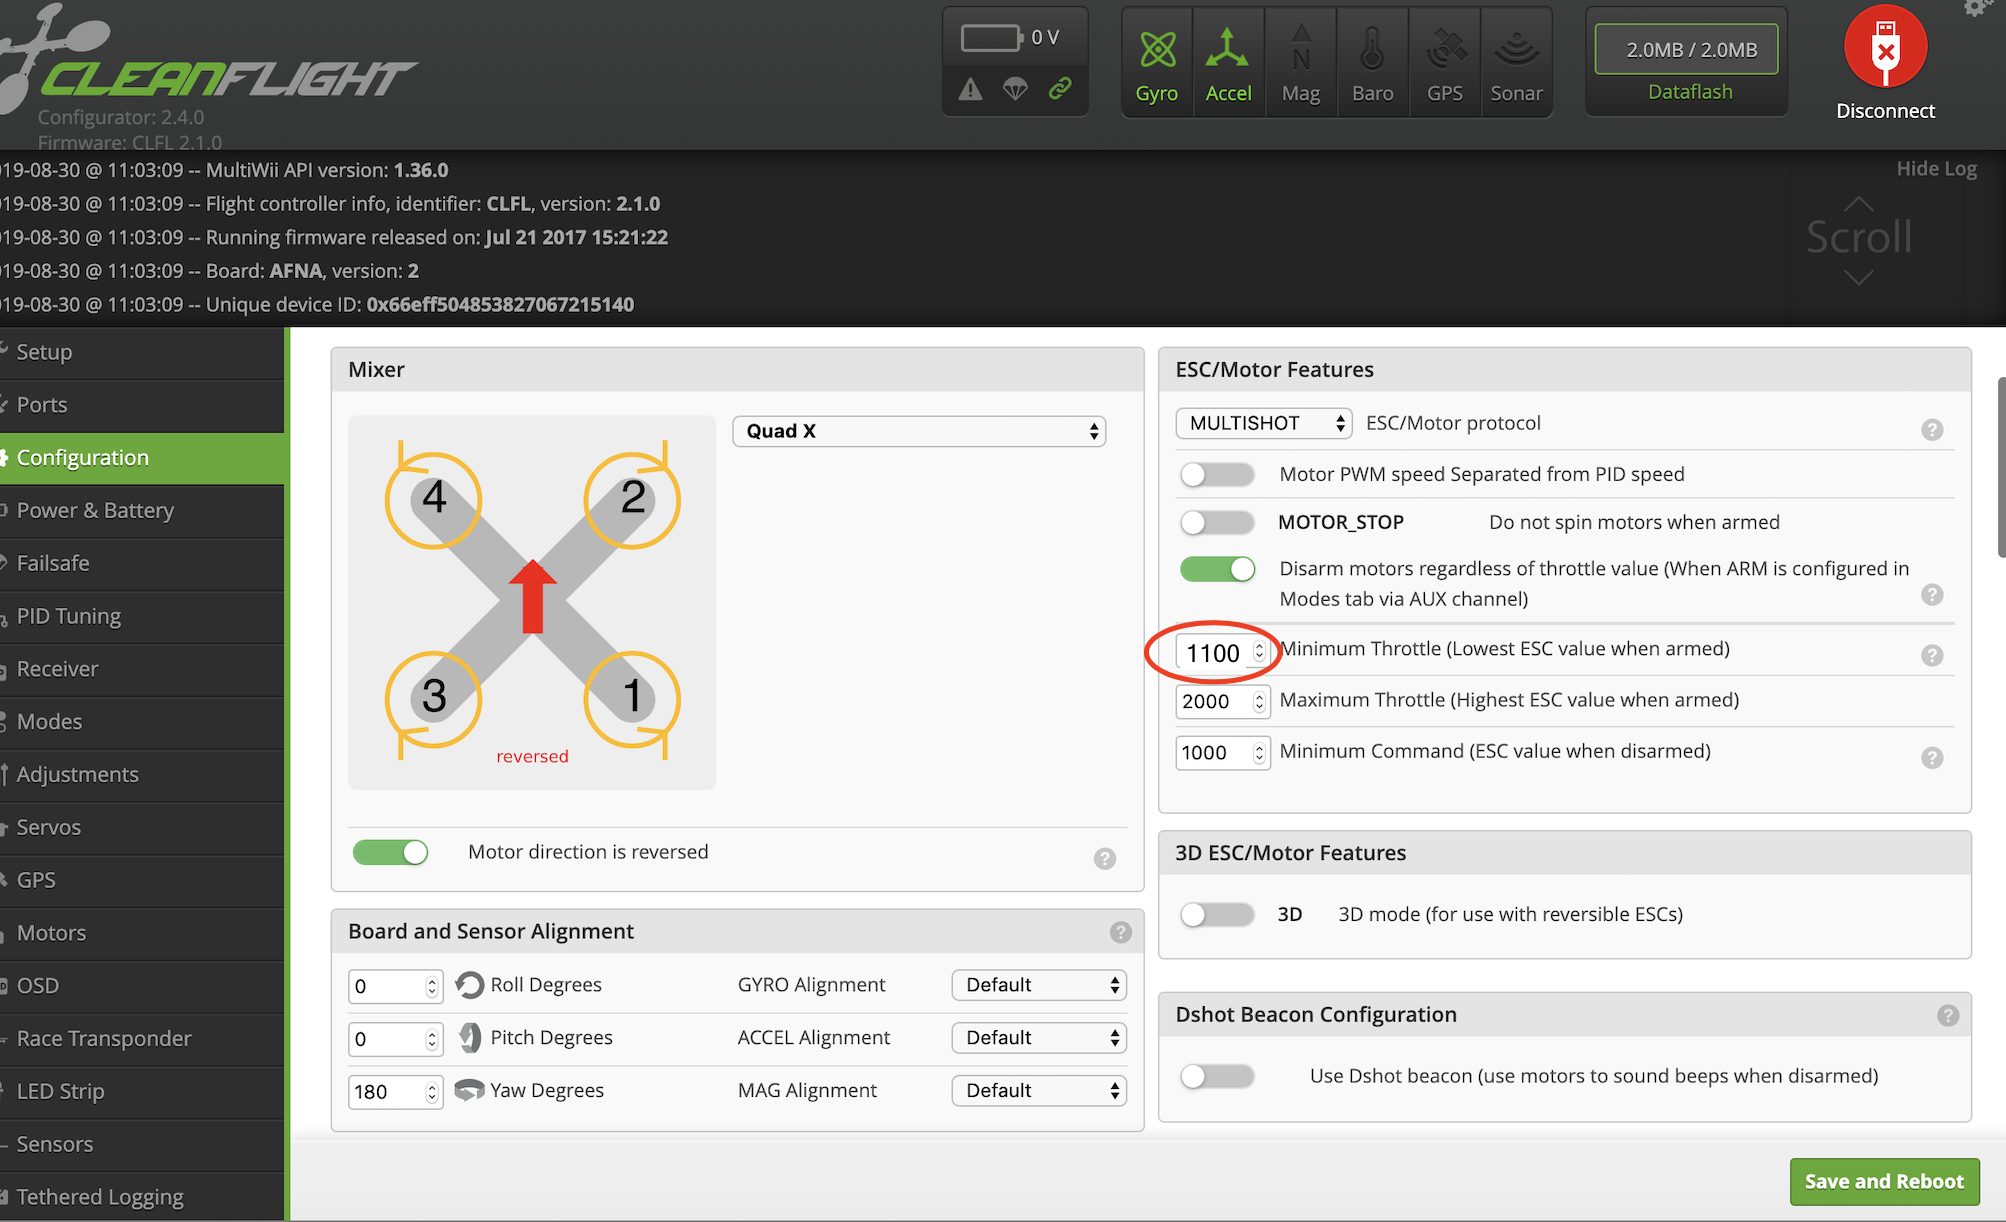 CLEANFLIGHT
Configurator: 2.4.0
Firmware: CLFL 2.1.0
0 V
Gyro
Accel
N
Mag
Baro
GPS
Sonar
2.0MB / 2.0MB
Dataflash
Disconnect
19-08-30 @ 11:03:09 -- MultiWii API version: 1.36.0
19-08-30 @ 11:03:09 -- Flight controller info, identifier: CLFL, version: 2.1.0
19-08-30 @ 11:03:09 -- Running firmware released on: Jul 21 2017 15:21:22
19-08-30 @ 11:03:09 -- Board: AFNA, version: 2
19-08-30 @ 11:03:09 -- Unique device ID: 0x66eff504853827067215140
Hide Log
Scroll
Setup
Ports
Configuration
Power & Battery
Failsafe
PID Tuning
Receiver
Modes
Adjustments
Servos
GPS
Motors
OSD
Race Transponder
LED Strip
Sensors
Tethered Logging
Mixer
4
2
3
1
reversed
Quad X
Motor direction is reversed
?
Board and Sensor Alignment
?
0 Roll Degrees GYRO Alignment Default
0 Pitch Degrees ACCEL Alignment Default
180 Yaw Degrees MAG Alignment Default
ESC/Motor Features
MULTISHOT ESC/Motor protocol
?
Motor PWM speed Separated from PID speed
MOTOR_STOP Do not spin motors when armed
Disarm motors regardless of throttle value (When ARM is configured in
Modes tab via AUX channel)
?
1100 Minimum Throttle (Lowest ESC value when armed)
?
2000 Maximum Throttle (Highest ESC value when armed)
1000 Minimum Command (ESC value when disarmed)
?
3D ESC/Motor Features
3D 3D mode (for use with reversible ESCs)
Dshot Beacon Configuration
?
Use Dshot beacon (use motors to sound beeps when disarmed)
Save and Reboot